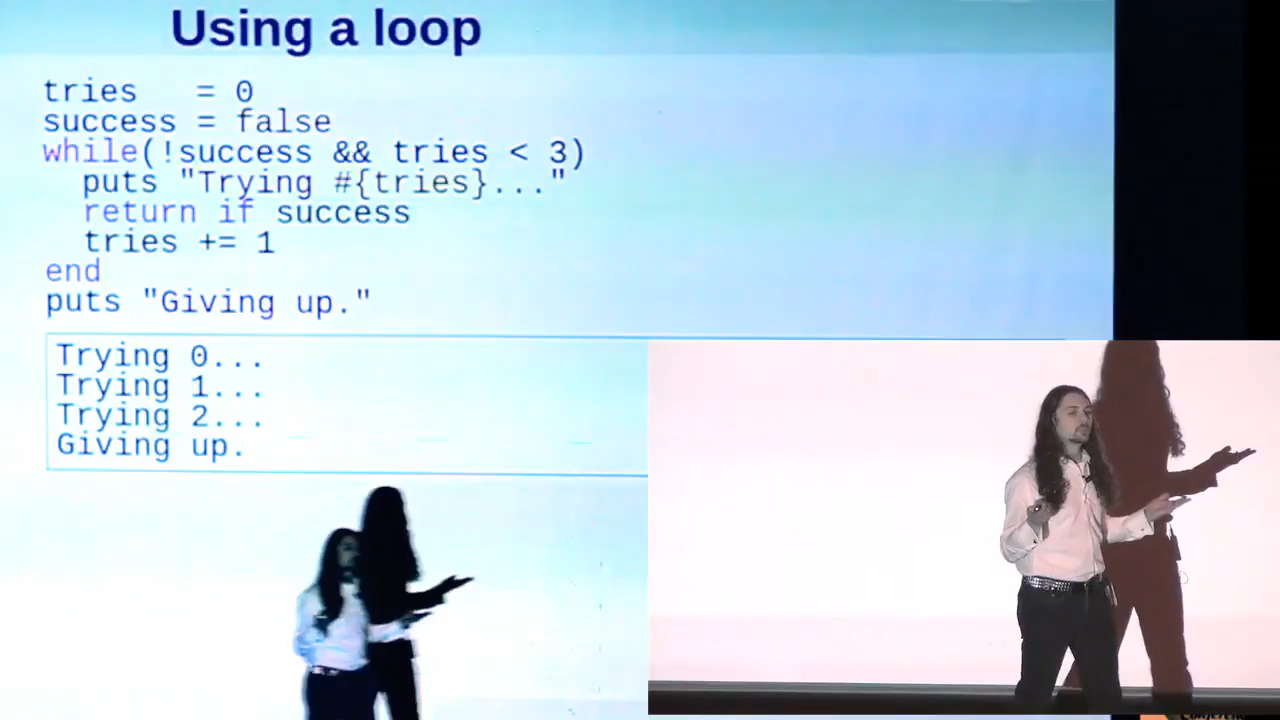 Using a loop
tries   = 0
success = false
while(!success && tries < 3)
  puts "Trying #{tries}..."
  return if success
  tries += 1
end
puts "Giving up."
Trying 0...
Trying 1...
Trying 2...
Giving up.